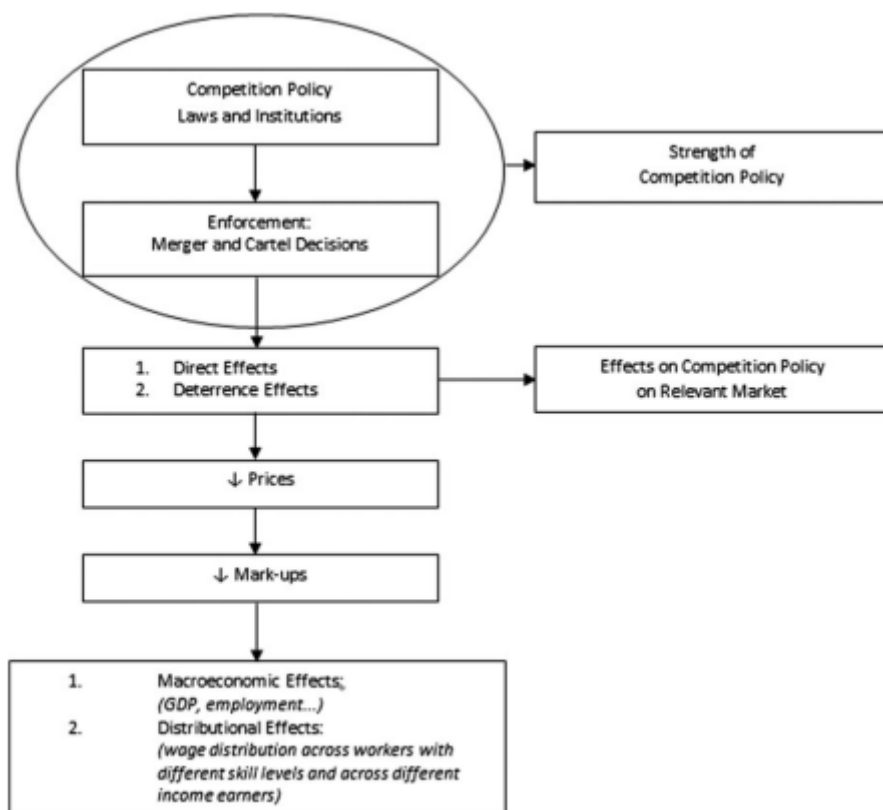 Competition Policy
Laws and Institutions
Strength of
Competition Policy
Enforcement:
Merger and Cartel Decisions
1. Direct Effects
2. Deterrence Effects
Effects on Competition Policy
on Relevant Market
↓ Prices
↓ Mark-ups
1. Macroeconomic Effects:
(GDP, employment...)
2. Distributional Effects:
(wage distribution across workers with
different skill levels and across different
income earners)